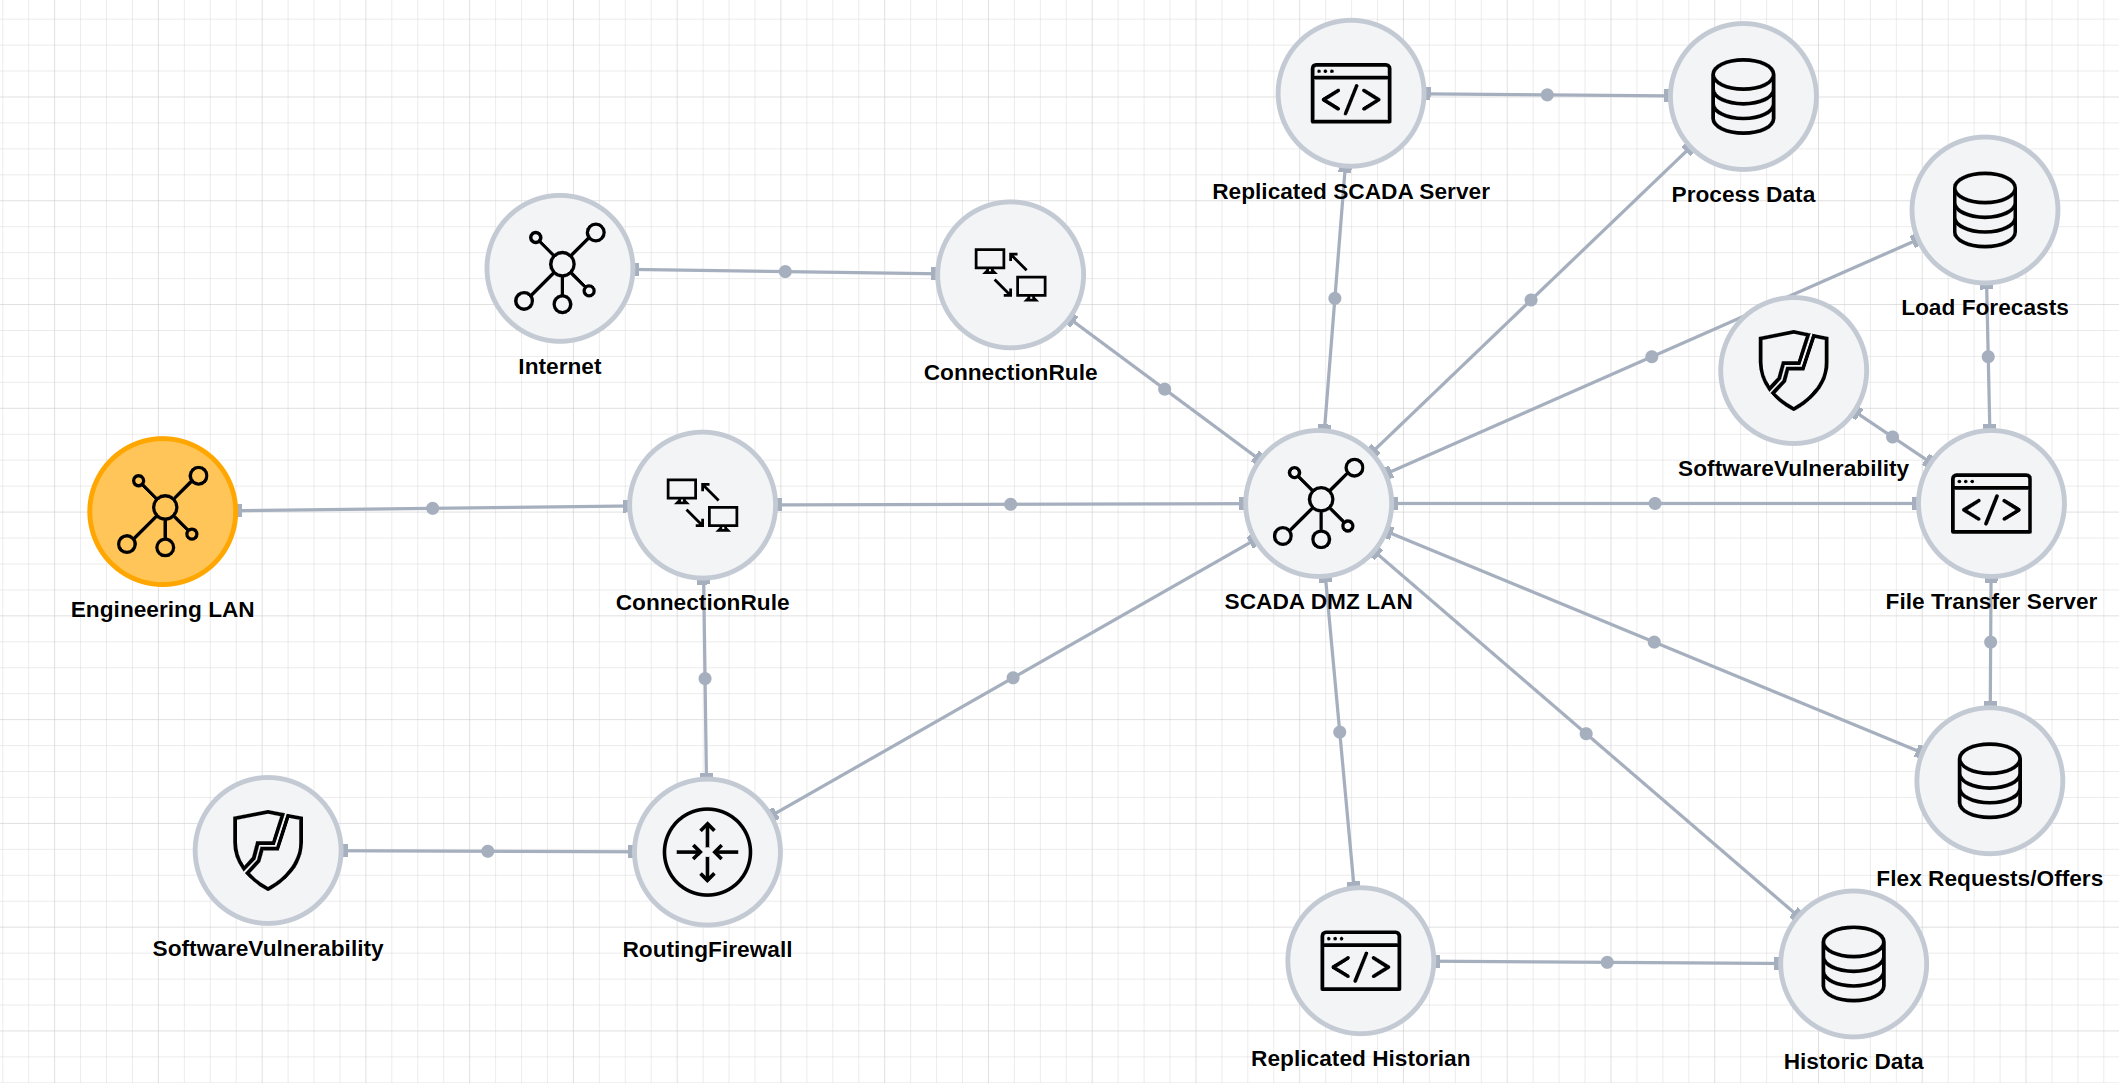 Replicated SCADA Server
Process Data
Load Forecasts
Internet
ConnectionRule
SoftwareVulnerability
Engineering LAN
ConnectionRule
SCADA DMZ LAN
File Transfer Server
Flex Requests/Offers
SoftwareVulnerability
RoutingFirewall
Replicated Historian
Historic Data